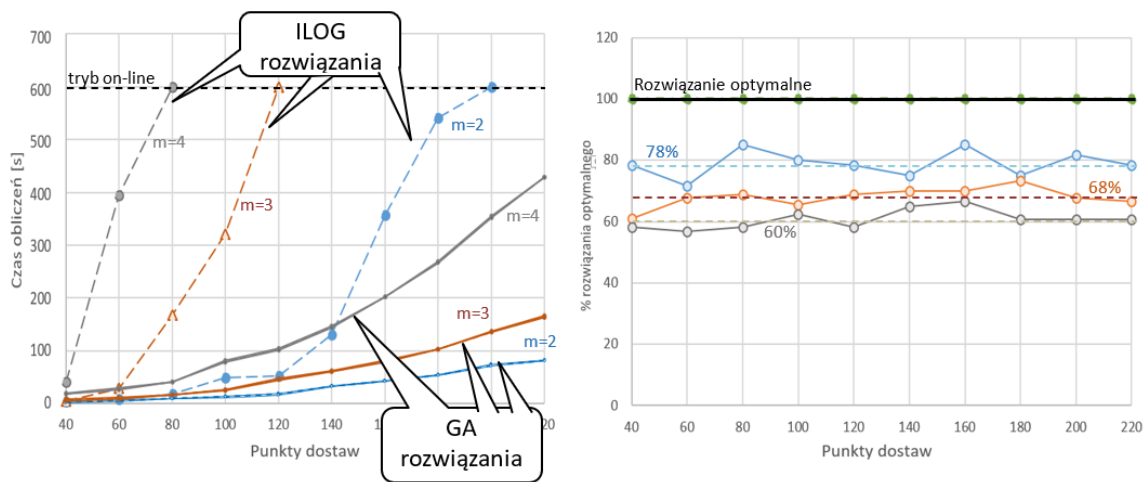 700
600
500
400
300
200
100
0
Czas obliczeń [s]
tryb on-line
ILOG
rozwiązania
m=4
m=3
m=2
m=4
m=3
m=2
GA
rozwiązania
40
60
80
100
120
140
20
Punkty dostaw
120
100
80
60
40
20
0
% rozwiązania optymalnego
Rozwiązanie optymalne
78%
68%
60%
40
60
80
100
120
140
160
180
200
220
Punkty dostaw